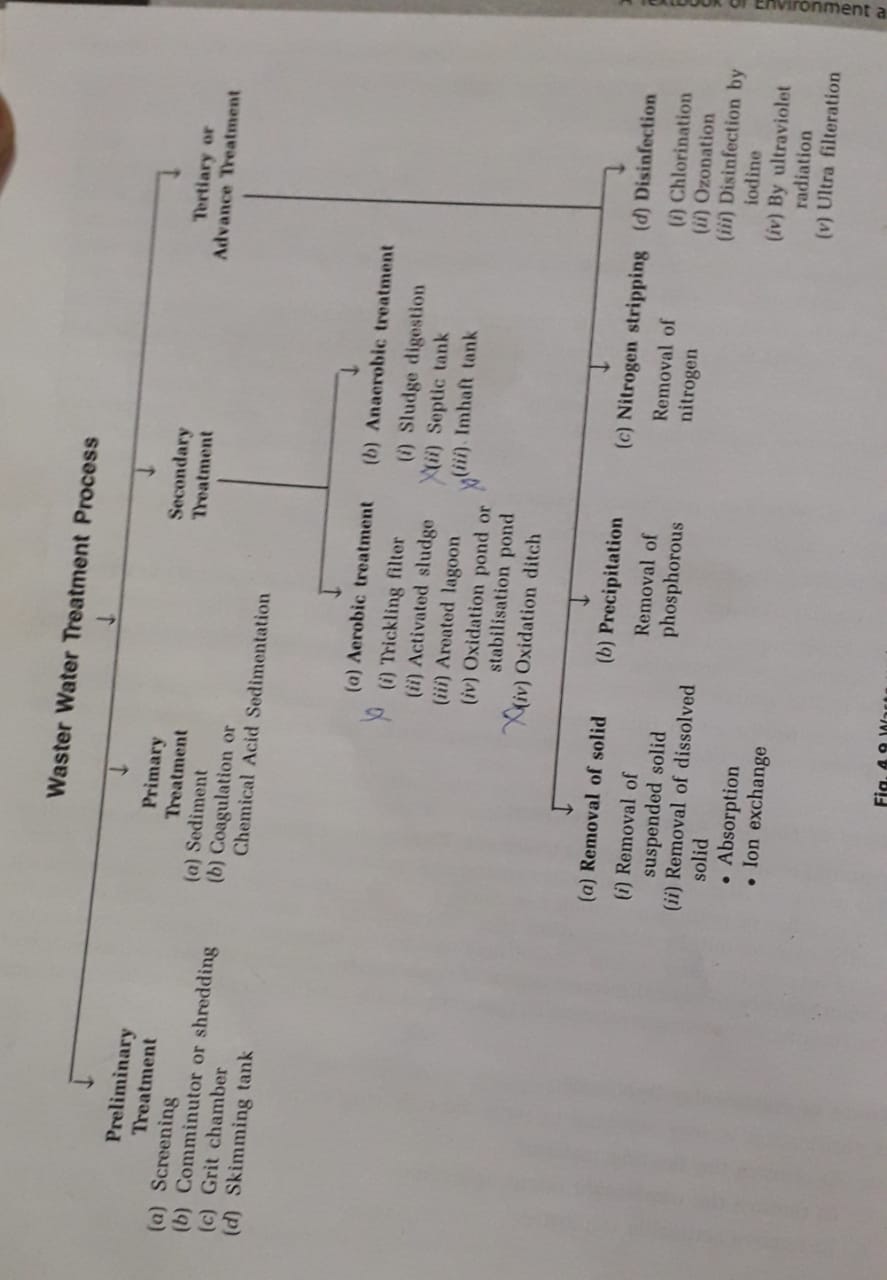 A Textbook of Environment a
Waster Water Treatment Process
Preliminary
Treatment
(a) Screening
(b) Comminutor or shredding
(c) Grit chamber
(d) Skimming tank
Primary
Treatment
(a) Sediment
(b) Coagulation or
Chemical Acid Sedimentation
Secondary
Treatment
Tertiary or
Advance Treatment
(a) Aerobic treatment
(i) Trickling filter
(ii) Activated sludge
(iii) Areated lagoon
(iv) Oxidation pond or
stabilisation pond
(iv) Oxidation ditch
(b) Anaerobic treatment
(i) Sludge digestion
(ii) Septic tank
(iii) Imhaft tank
(a) Removal of solid
(i) Removal of
suspended solid
(ii) Removal of dissolved
solid
• Absorption
• Ion exchange
(b) Precipitation
Removal of
phosphorous
(c) Nitrogen stripping
Removal of
nitrogen
(d) Disinfection
(i) Chlorination
(ii) Ozonation
(iii) Disinfection by
iodine
(iv) By ultraviolet
radiation
(v) Ultra filteration
Fig. 4.9